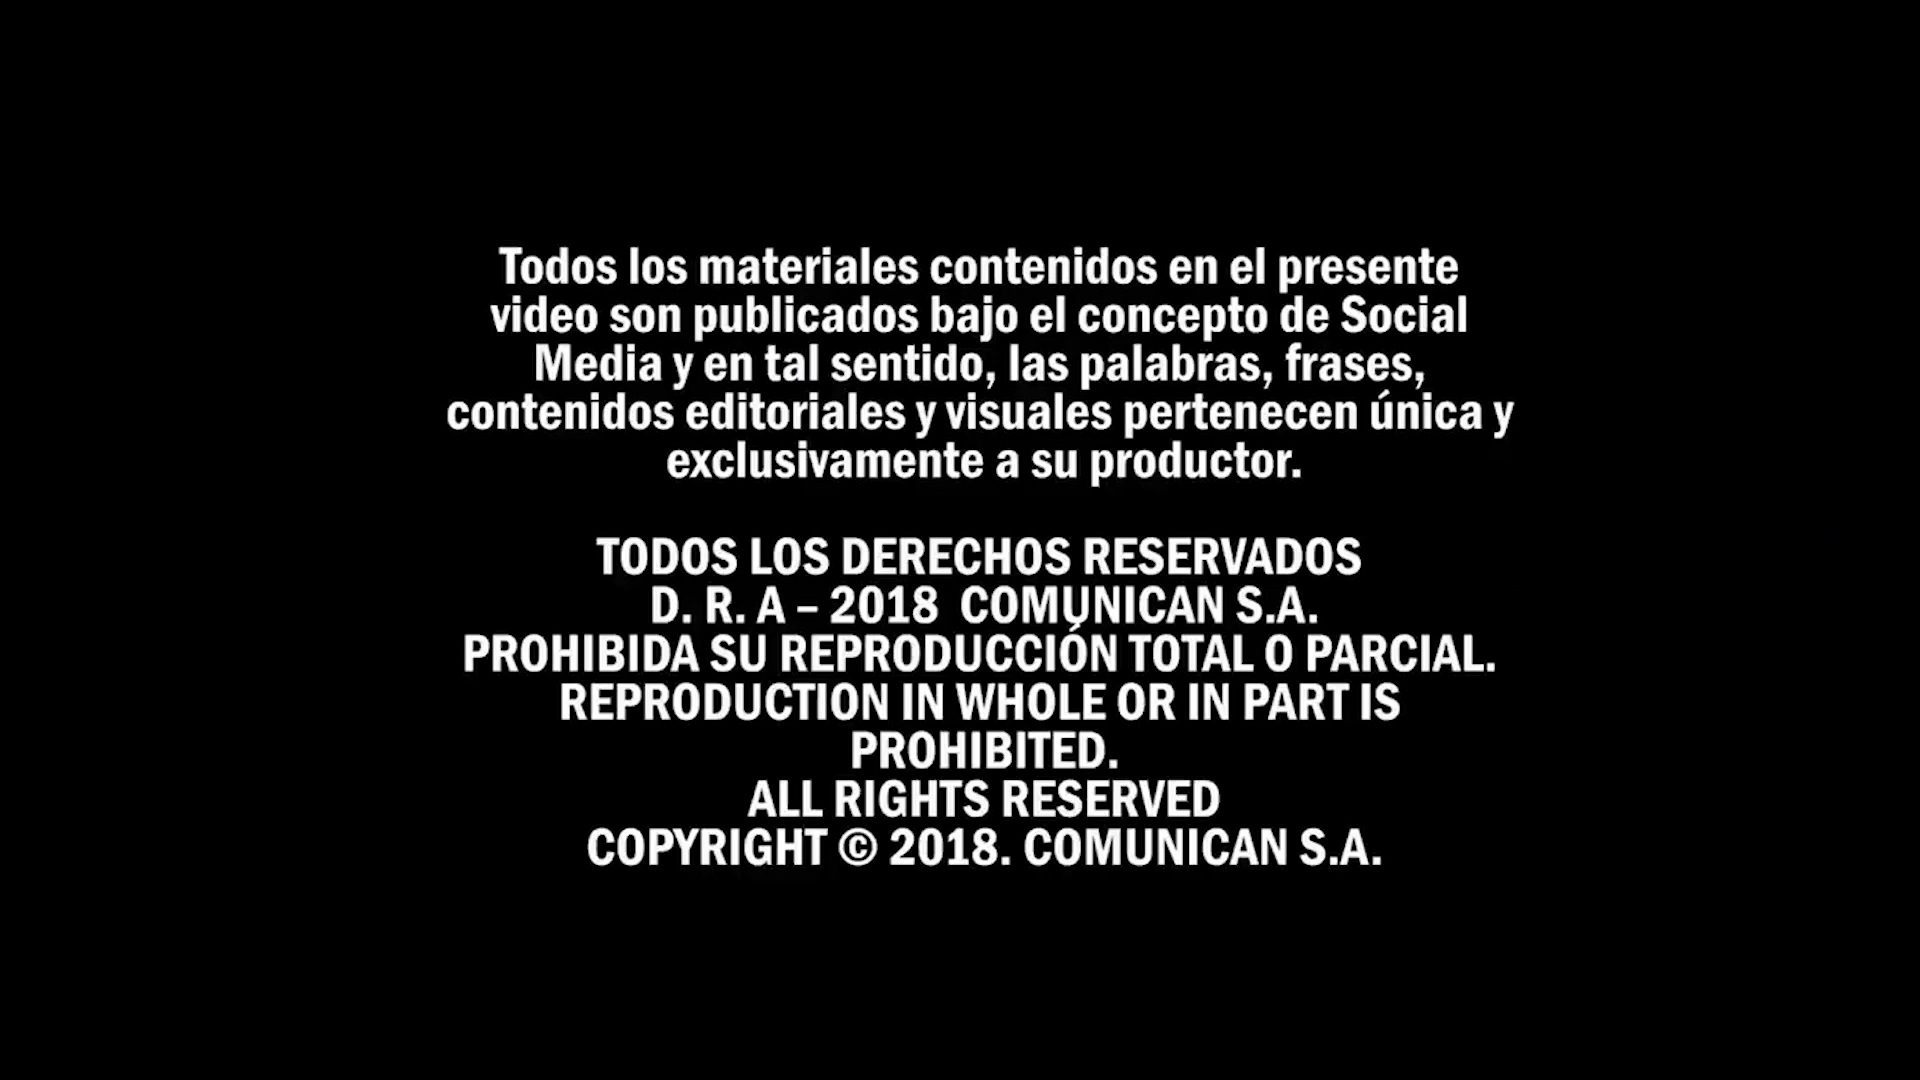 Todos los materiales contenidos en el presente
video son publicados bajo el concepto de Social
Media y en tal sentido, las palabras, frases,
contenidos editoriales y visuales pertenecen única y
exclusivamente a su productor.
TODOS LOS DERECHOS RESERVADOS
D. R. A – 2018 COMUNICAN S.A.
PROHIBIDA SU REPRODUCCIÓN TOTAL O PARCIAL.
REPRODUCTION IN WHOLE OR IN PART IS
PROHIBITED.
ALL RIGHTS RESERVED
COPYRIGHT © 2018. COMUNICAN S.A.